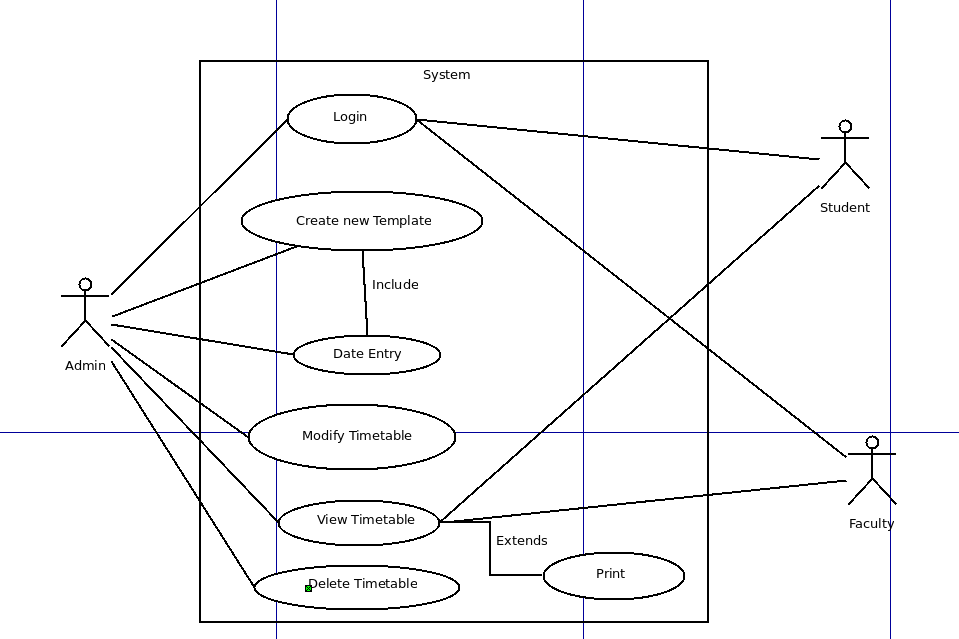 System
Login
Student
Create new Template
Include
Admin
Date Entry
Modify Timetable
View Timetable
Faculty
Extends
Delete Timetable
Print